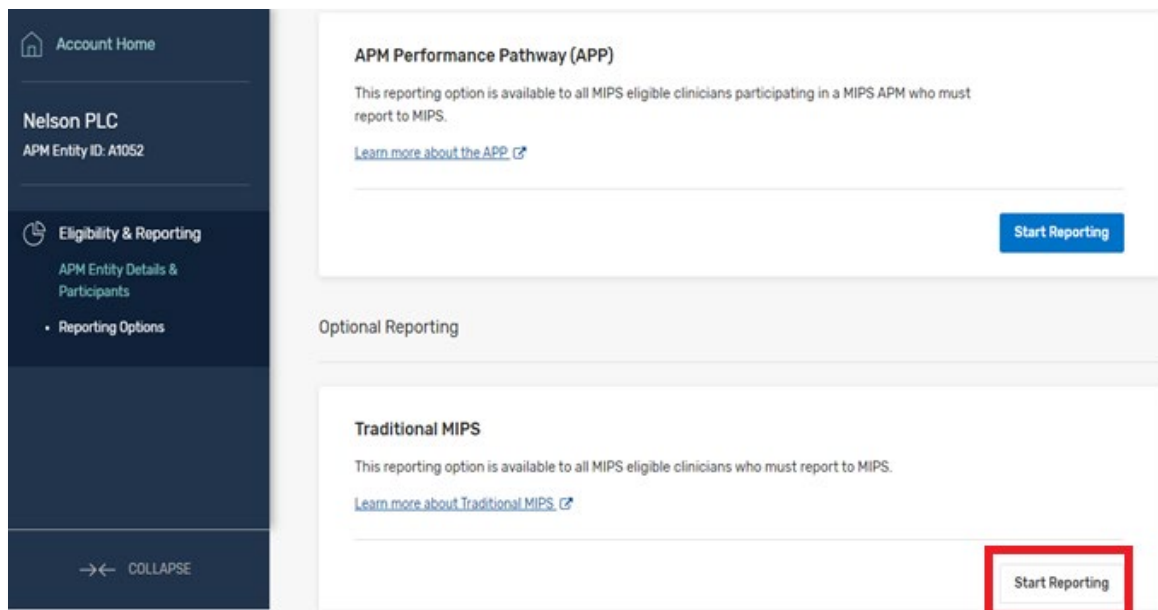 Account Home
Nelson PLC
APM Entity ID: A1052
Eligibility & Reporting
APM Entity Details &
Participants
• Reporting Options
COLLAPSE
APM Performance Pathway (APP)
This reporting option is available to all MIPS eligible clinicians participating in a MIPS APM who must
report to MIPS.
Learn more about the APP
Start Reporting
Optional Reporting
Traditional MIPS
This reporting option is available to all MIPS eligible clinicians who must report to MIPS.
Learn more about Traditional MIPS
Start Reporting